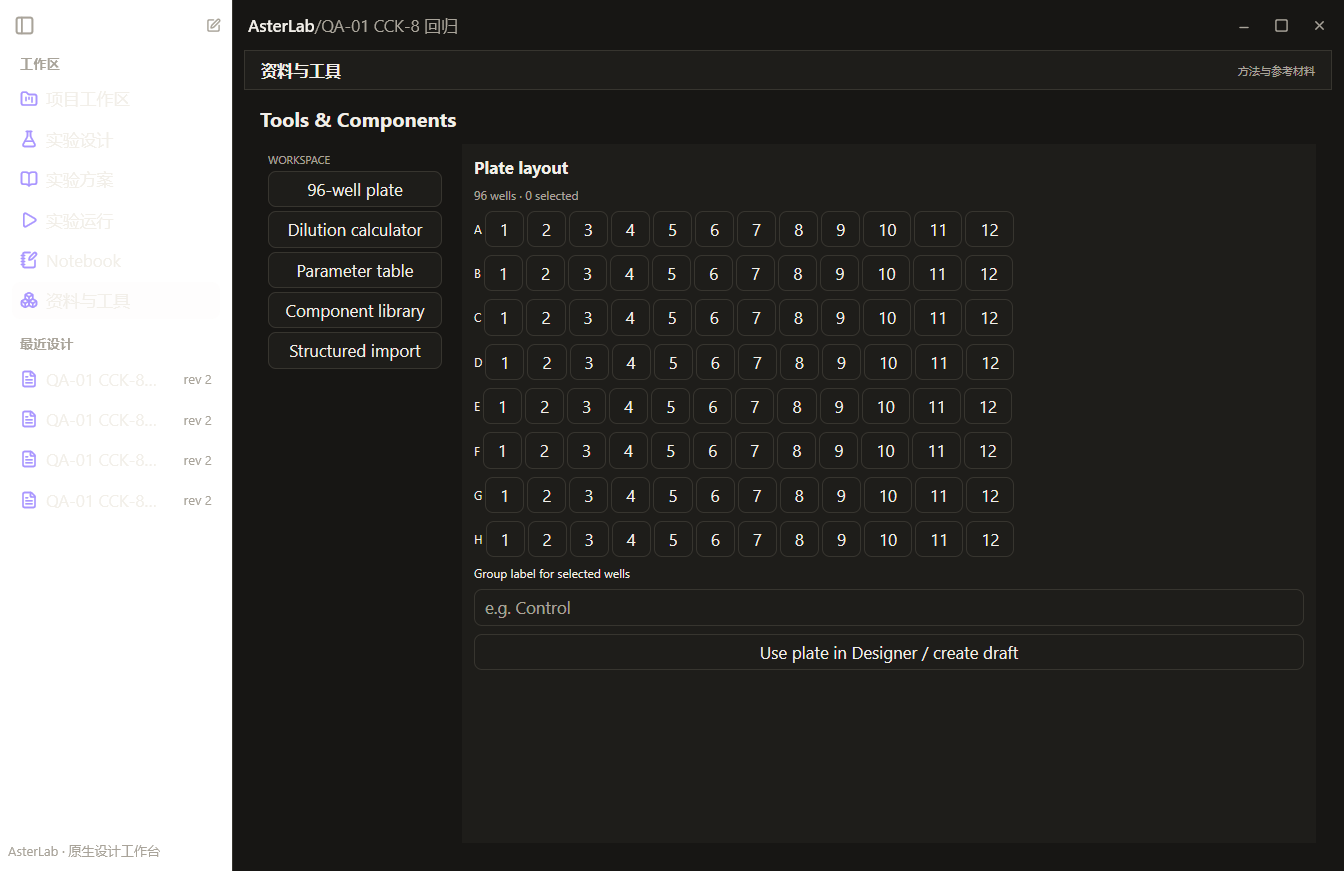 AsterLab/QA-01 CCK-8 回归
工作区
项目工作区
实验设计
实验方案
实验运行
Notebook
资料与工具
最近设计
QA-01 CCK-8... rev 2
QA-01 CCK-8... rev 2
QA-01 CCK-8... rev 2
QA-01 CCK-8... rev 2
AsterLab · 原生设计工作台
资料与工具 方法与参考材料
Tools & Components
WORKSPACE
96-well plate
Dilution calculator
Parameter table
Component library
Structured import
Plate layout
96 wells · 0 selected
A 1 2 3 4 5 6 7 8 9 10 11 12
B 1 2 3 4 5 6 7 8 9 10 11 12
C 1 2 3 4 5 6 7 8 9 10 11 12
D 1 2 3 4 5 6 7 8 9 10 11 12
E 1 2 3 4 5 6 7 8 9 10 11 12
F 1 2 3 4 5 6 7 8 9 10 11 12
G 1 2 3 4 5 6 7 8 9 10 11 12
H 1 2 3 4 5 6 7 8 9 10 11 12
Group label for selected wells
e.g. Control
Use plate in Designer / create draft